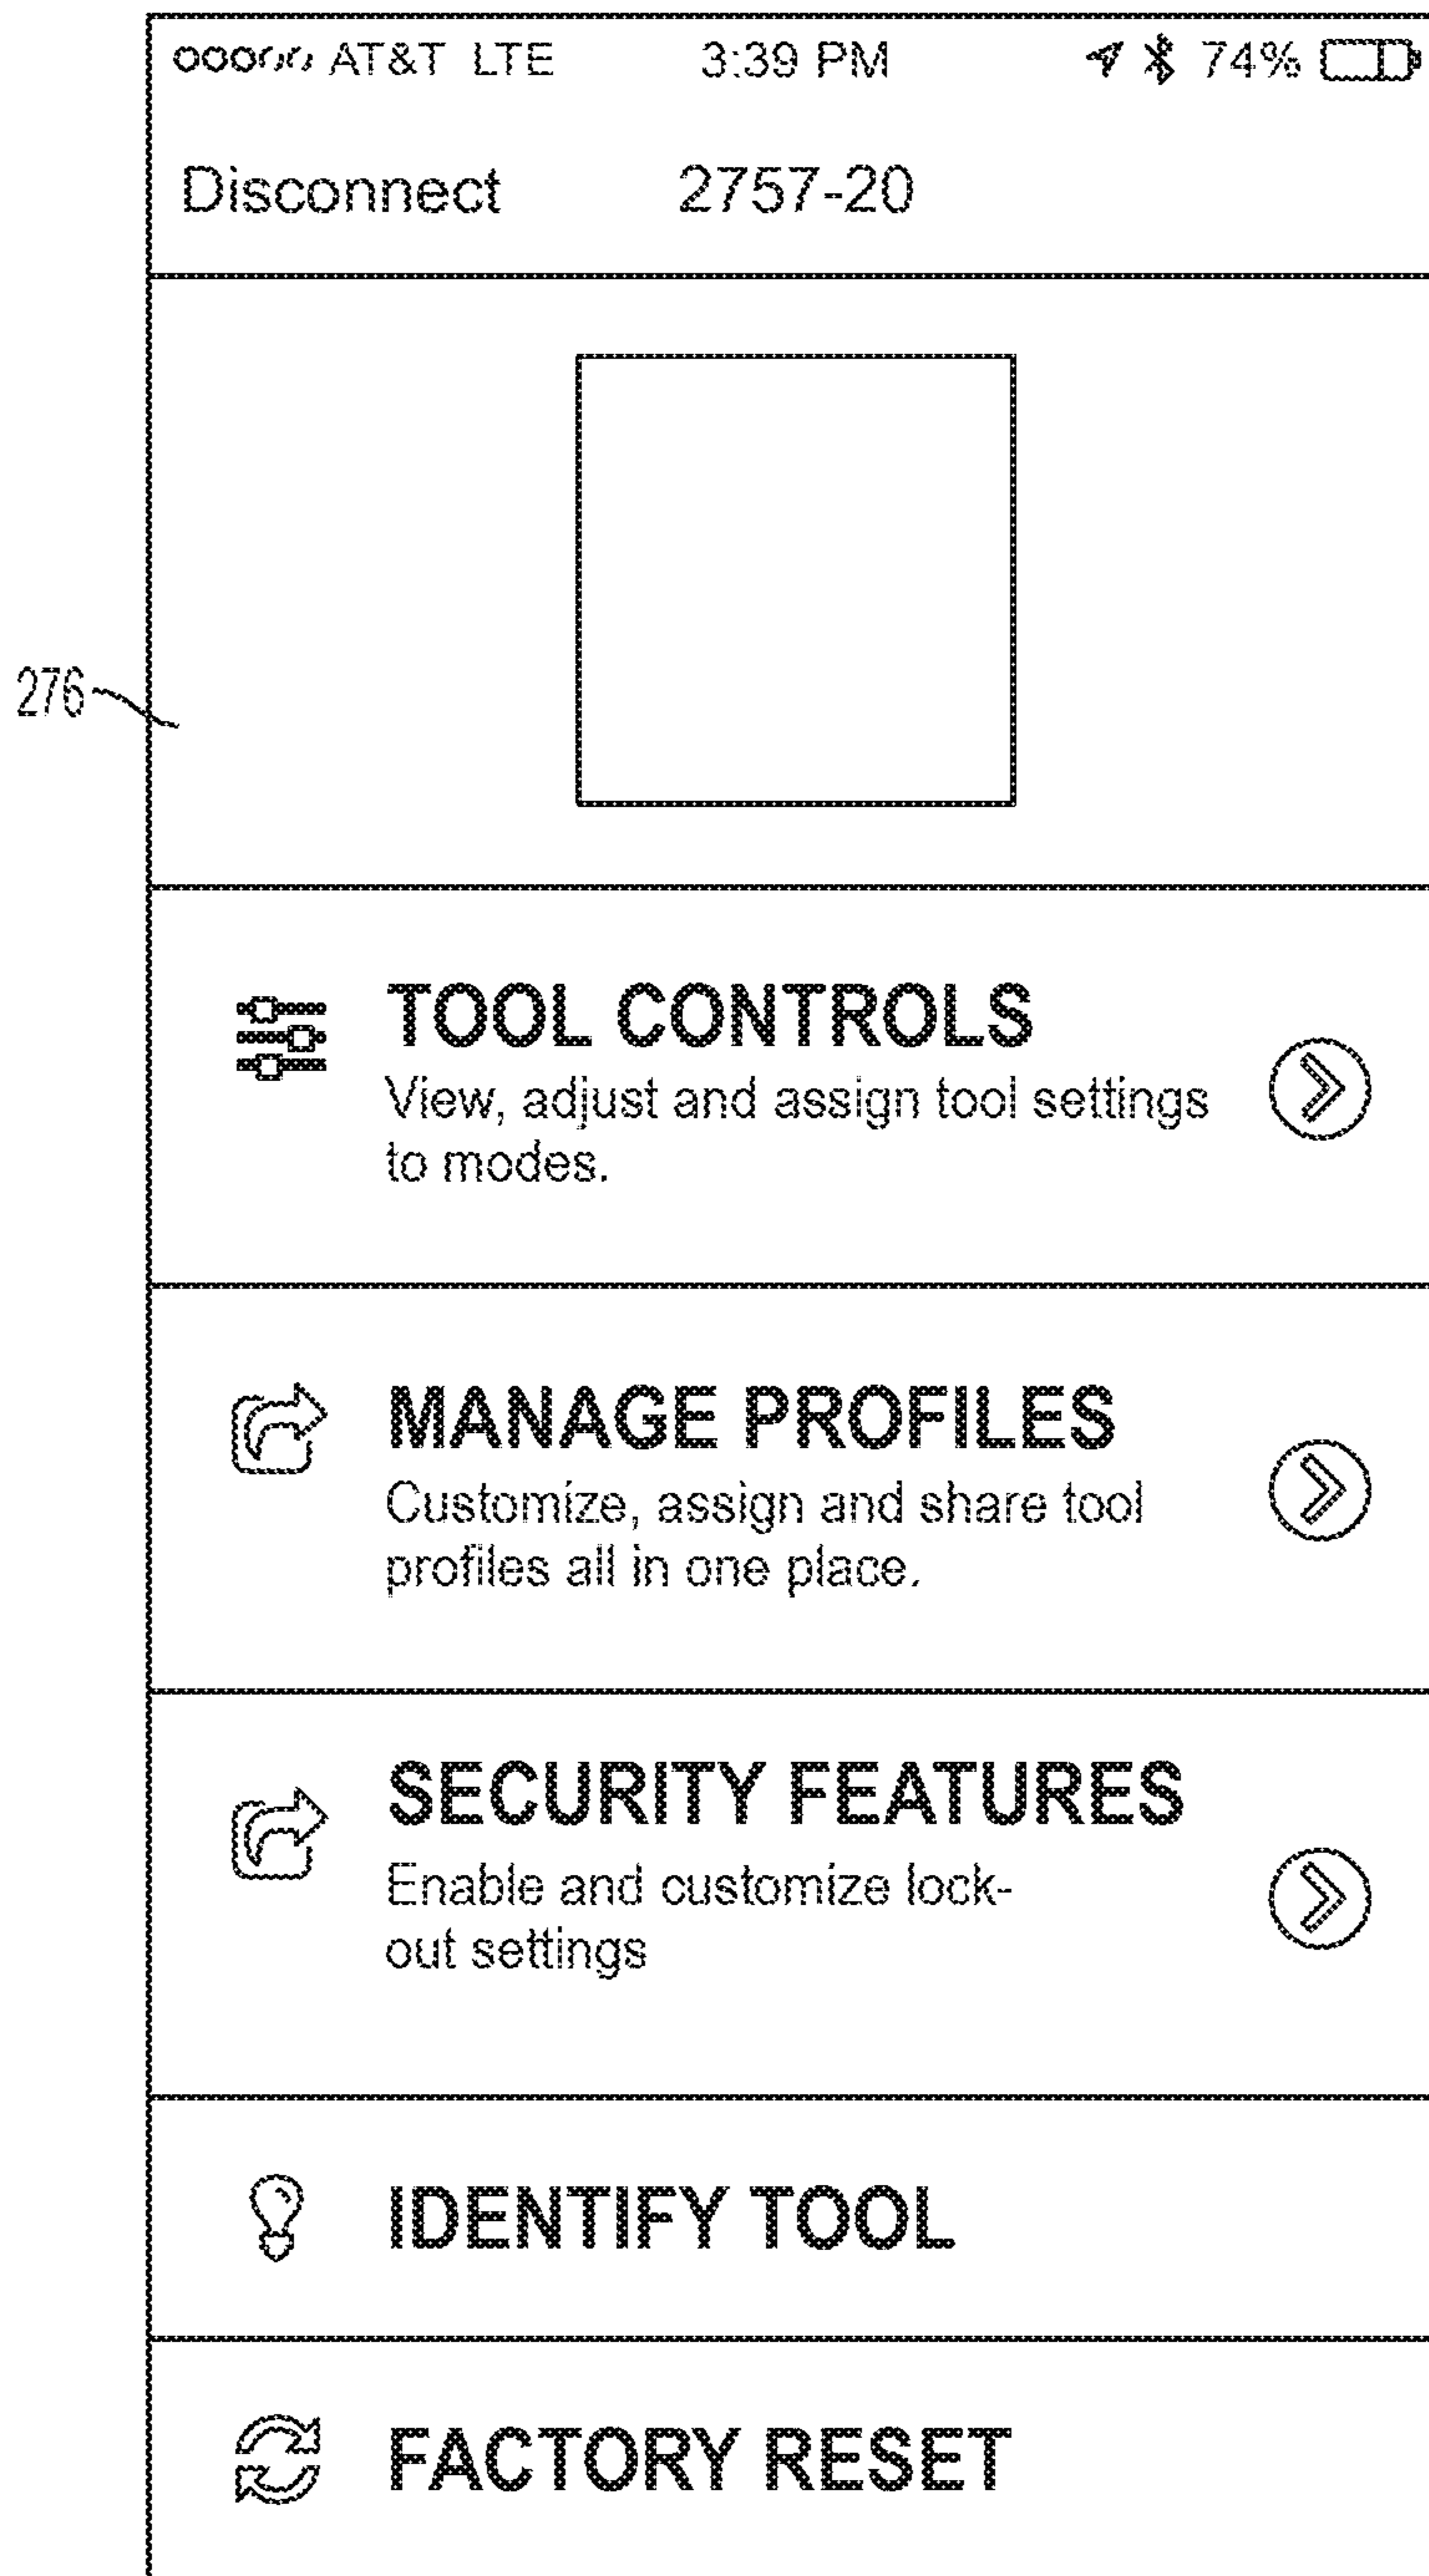 AT&T LTE 3:39 PM 74%
Disconnect 2757-20
276
TOOL CONTROLS
View, adjust and assign tool settings
to modes.
MANAGE PROFILES
Customize, assign and share tool
profiles all in one place.
SECURITY FEATURES
Enable and customize lock-
out settings
IDENTIFY TOOL
FACTORY RESET